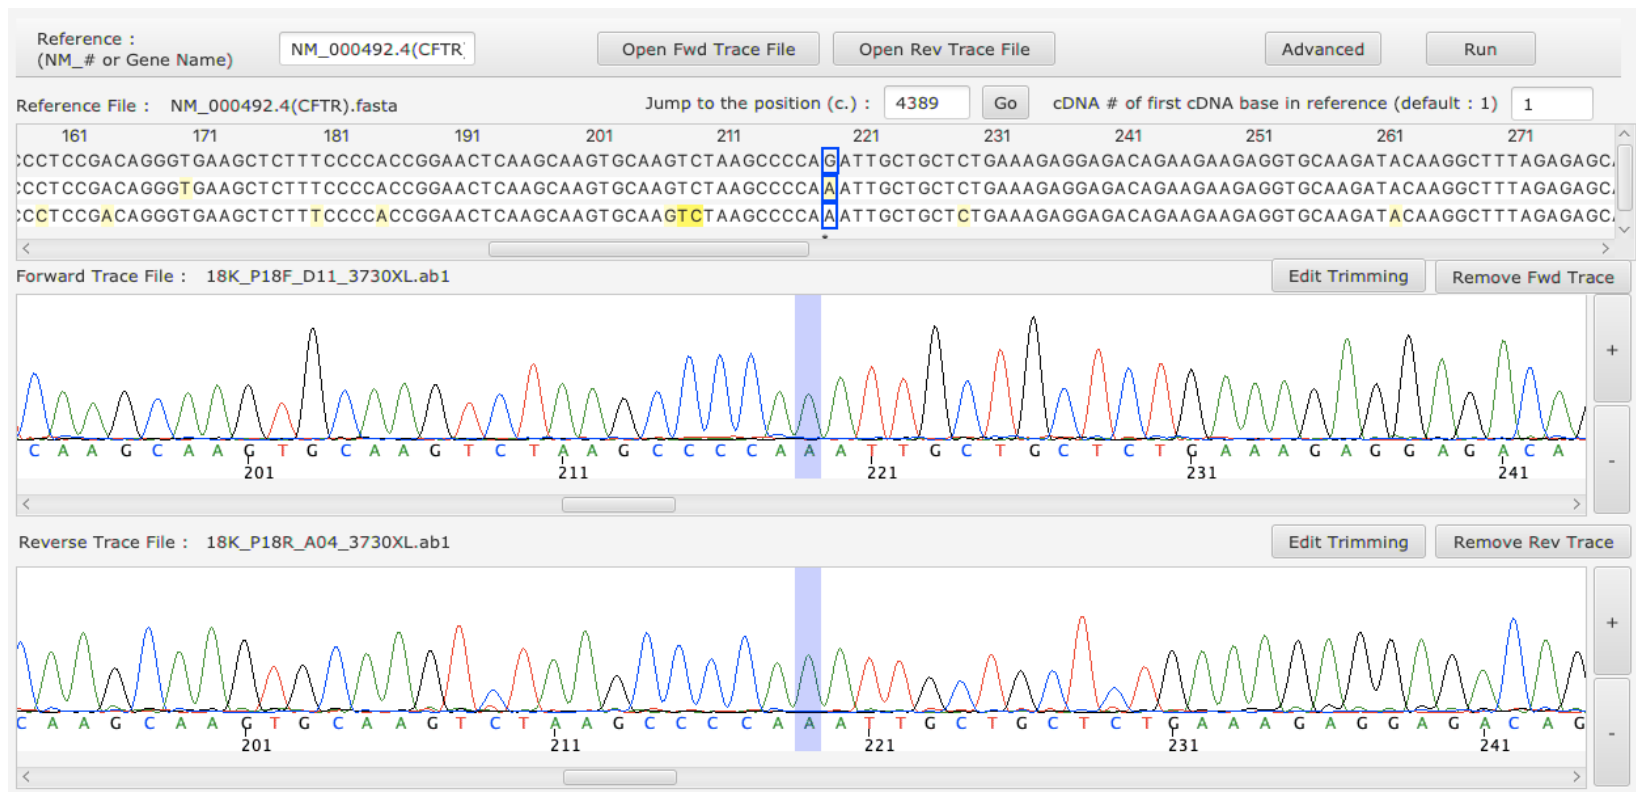 Reference :
(NM_# or Gene Name)
NM_000492.4(CFTR)
Open Fwd Trace File
Open Rev Trace File
Advanced
Run
Reference File : NM_000492.4(CFTR).fasta
Jump to the position (c.) : 4389 Go
cDNA # of first cDNA base in reference (default : 1) 1
161 171 181 191 201 211 221 231 241 251 261 271
CCTCCGACAGGGTGAAGCTCTTTCCCCACCGGAACTCAAGCAAGTGCAAGTCTAAGCCCCAGATTGCTGCTCTGAAAGAGGAGACAGAAGAAGAGGTGCAAGATACAAGGCTTTAGAGAGC
CCTCCGACAGGGTGAAGCTCTTTCCCCACCGGAACTCAAGCAAGTGCAAGTCTAAGCCCCAAATTGCTGCTCTGAAAGAGGAGACAGAAGAAGAGGTGCAAGATACAAGGCTTTAGAGAGC
CCTCCGACAGGGTGAAGCTCTTTCCCCACCGGAACTCAAGCAAGTGCAAGTCTAAGCCCCAAATTGCTGCTCTGAAAGAGGAGACAGAAGAAGAGGTGCAAGATACAAGGCTTTAGAGAGC
*
Forward Trace File : 18K_P18F_D11_3730XL.ab1
Edit Trimming
Remove Fwd Trace
+
-
C A A G C A A G T G C A A G T C T A A G C C C C A A A T T G C T G C T C T G A A A G A G G A G A C A
201 211 221 231 241
Reverse Trace File : 18K_P18R_A04_3730XL.ab1
Edit Trimming
Remove Rev Trace
+
-
C A A G C A A G T G C A A G T C T A A G C C C C A A A T T G C T G C T C T G A A A G A G G A G A C A G
201 211 221 231 241